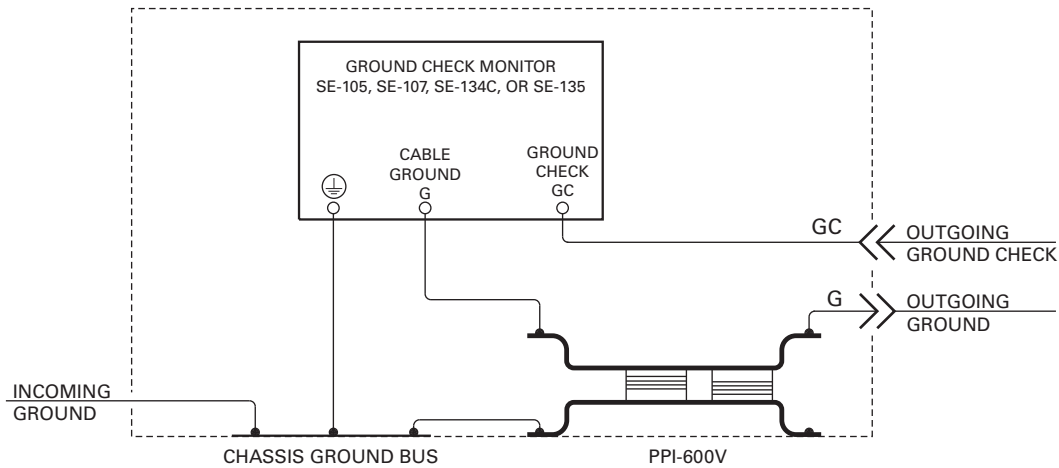 GROUND CHECK MONITOR
SE-105, SE-107, SE-134C, OR SE-135
CABLE
GROUND
G
GROUND
CHECK
GC
GC
OUTGOING
GROUND CHECK
G
OUTGOING
GROUND
INCOMING
GROUND
CHASSIS GROUND BUS
PPI-600V